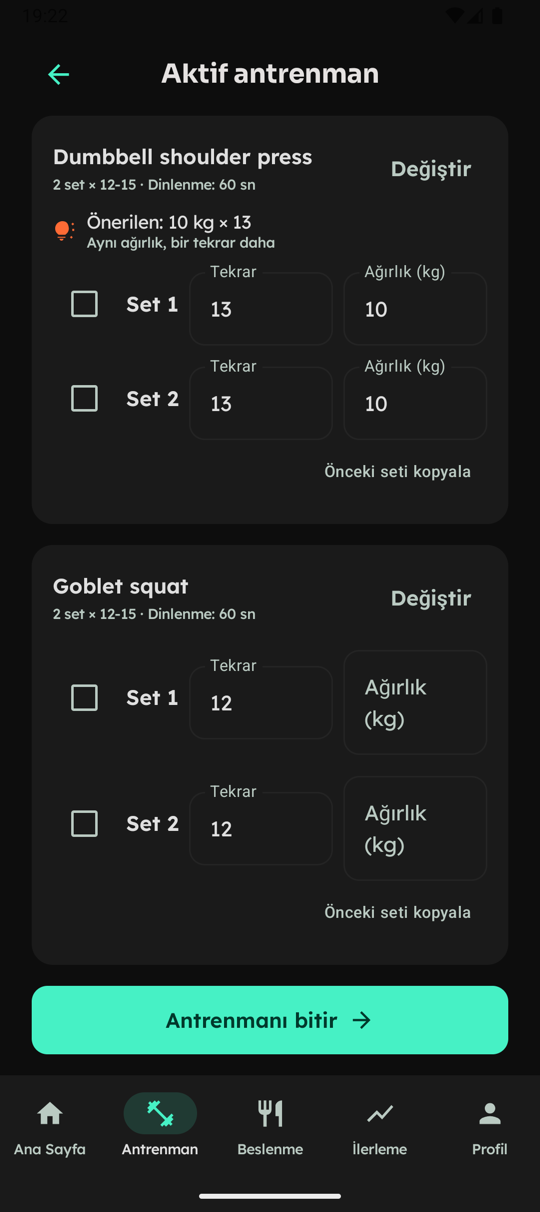 19:22
Aktif antrenman
Dumbbell shoulder press
Değiştir
2 set × 12-15 · Dinlenme: 60 sn
Önerilen: 10 kg × 13
Aynı ağırlık, bir tekrar daha
Tekrar
Ağırlık (kg)
Set 1
13
10
Tekrar
Ağırlık (kg)
Set 2
13
10
Önceki seti kopyala
Goblet squat
Değiştir
2 set × 12-15 · Dinlenme: 60 sn
Tekrar
Set 1
12
Ağırlık
(kg)
Tekrar
Set 2
12
Ağırlık
(kg)
Önceki seti kopyala
Antrenmanı bitir
Ana Sayfa
Antrenman
Beslenme
İlerleme
Profil